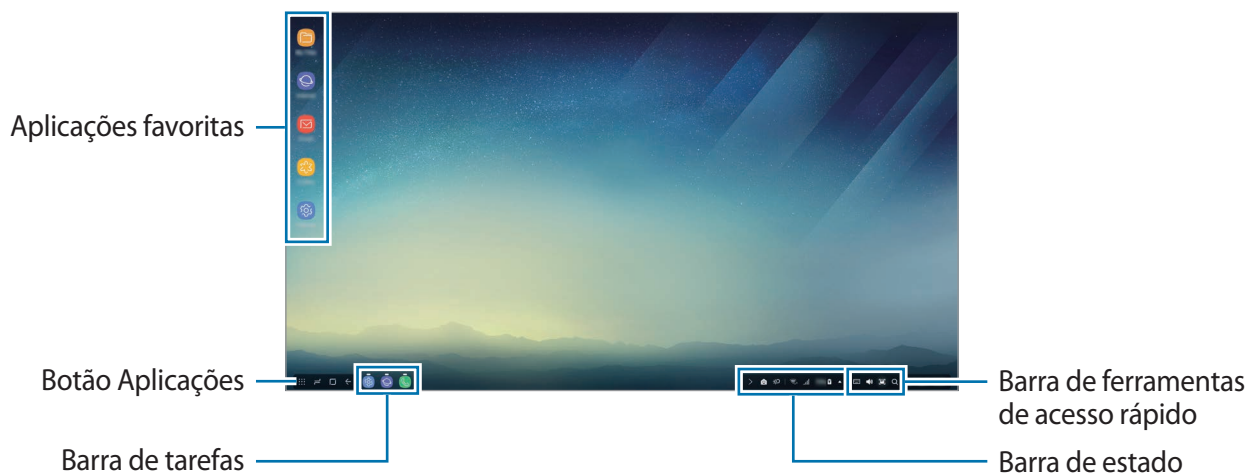 Aplicações favoritas
Botão Aplicações
Barra de tarefas
Barra de ferramentas
de acesso rápido
Barra de estado